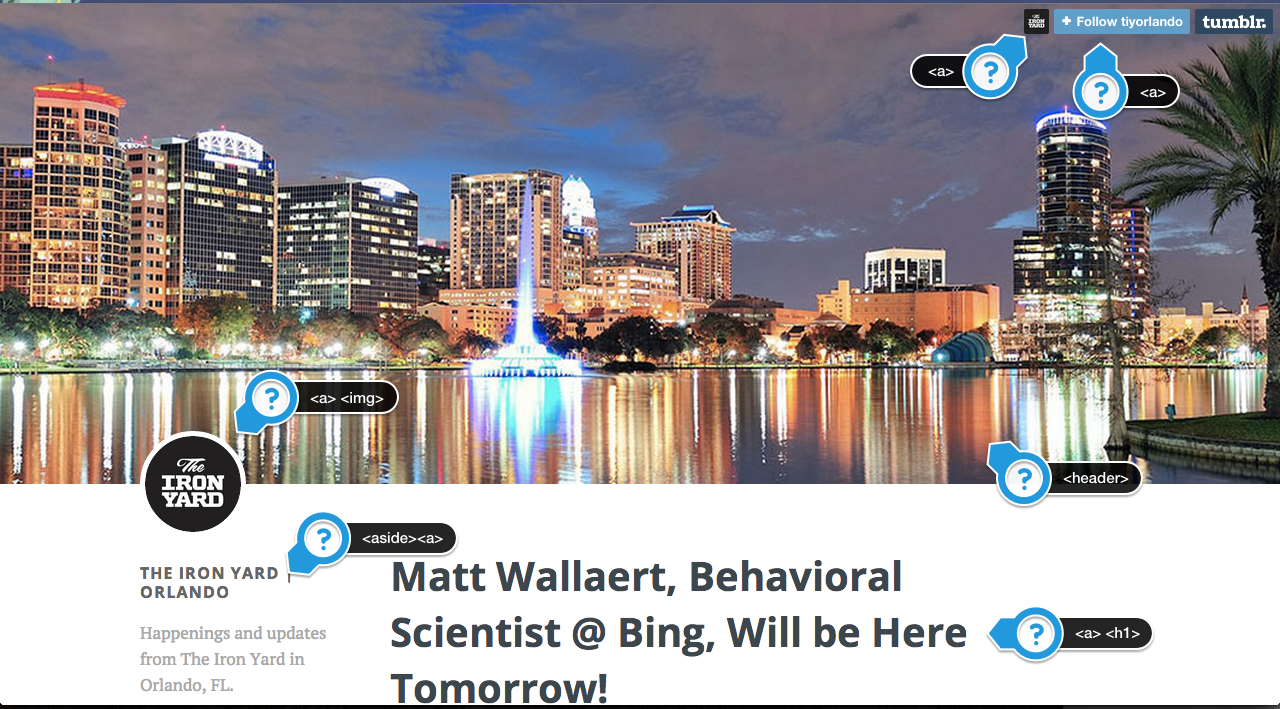 The
IRON
YARD
+ Follow tiyorlando
tumblr.
<a> ?
? <a>
? <a> <img>
The
IRON
YARD
? <header>
? <aside><a>
THE IRON YARD |
ORLANDO
Happenings and updates
from The Iron Yard in
Orlando, FL.
Matt Wallaert, Behavioral
Scientist @ Bing, Will be Here
Tomorrow!
? <a> <h1>